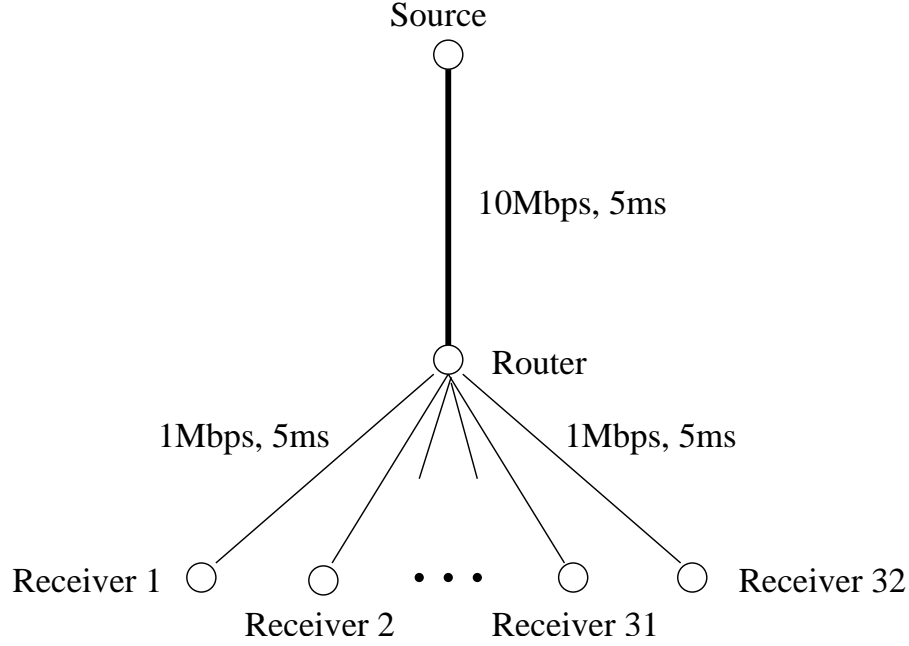 Source
10Mbps, 5ms
Router
1Mbps, 5ms
1Mbps, 5ms
Receiver 1
Receiver 2
• • •
Receiver 31
Receiver 32